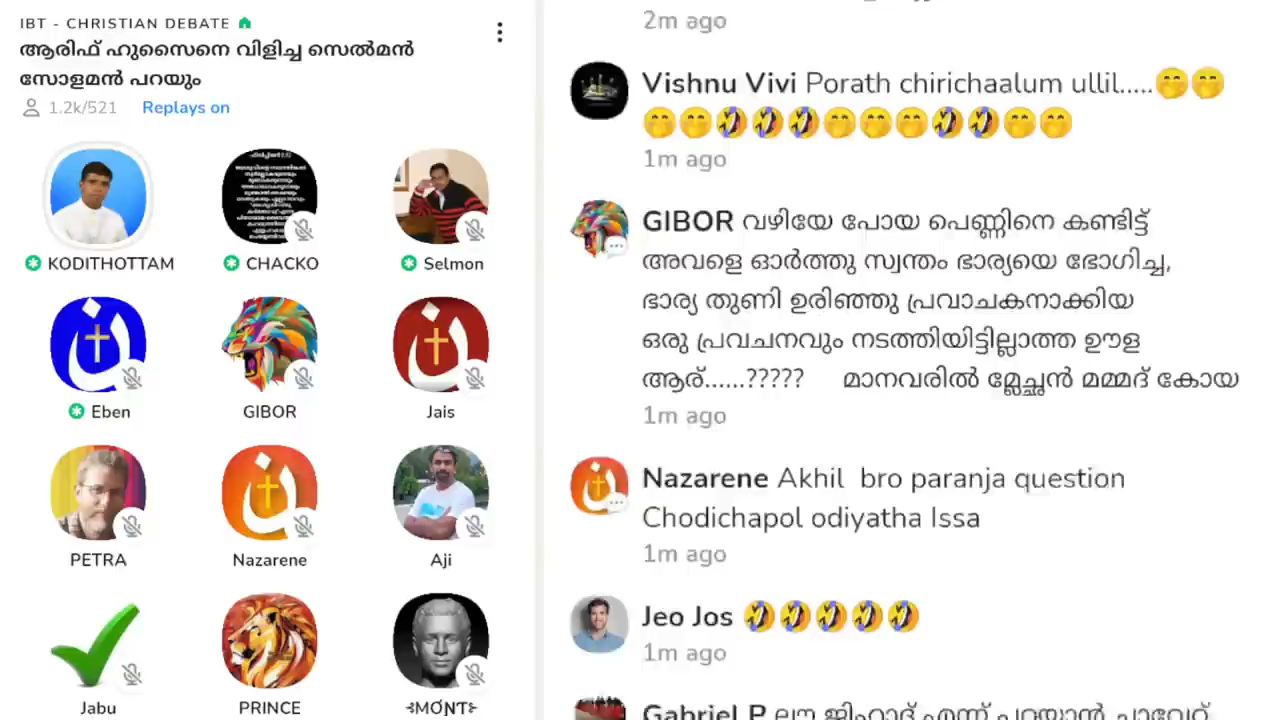 IBT - CHRISTIAN DEBATE
ആരിഫ് ഹുസൈനെ വിളിച്ച സെൽമൻ
സോളമൻ പറയും
1.2k/521 Replays on
KODITHOTTAM
CHACKO
Selmon
Eben
GIBOR
Jais
PETRA
Nazarene
Aji
Jabu
PRINCE
2m ago
Vishnu Vivi Porath chirichaalum ullil.....🤭🤭
🤭🤭🤣🤣🤣🤭🤭🤭🤣🤣🤭🤭
1m ago
GIBOR വഴിയേ പോയ പെണ്ണിനെ കണ്ടിട്ട്
അവളെ ഓർത്തു സ്വന്തം ഭാര്യയെ ഭോഗിച്ച,
ഭാര്യ തുണി ഉരിഞ്ഞു പ്രവാചകനാക്കിയ
ഒരു പ്രവചനവും നടത്തിയിട്ടില്ലാത്ത ഊള
ആര്......????? മാനവരിൽ മ്ലേച്ഛൻ മമ്മദ് കോയ
1m ago
Nazarene Akhil bro paranja question
Chodichapol odiyatha Issa
1m ago
Jeo Jos 🤣🤣🤣🤣🤣
1m ago
Gabriel P ലൗ ജിഹാദ് എന്ന് പറയാൻ